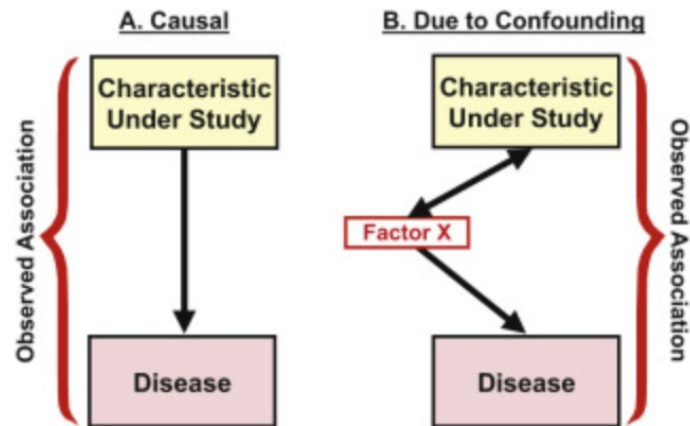 A. Causal
Characteristic
Under Study
Observed Association
Disease
B. Due to Confounding
Characteristic
Under Study
Factor X
Observed Association
Disease